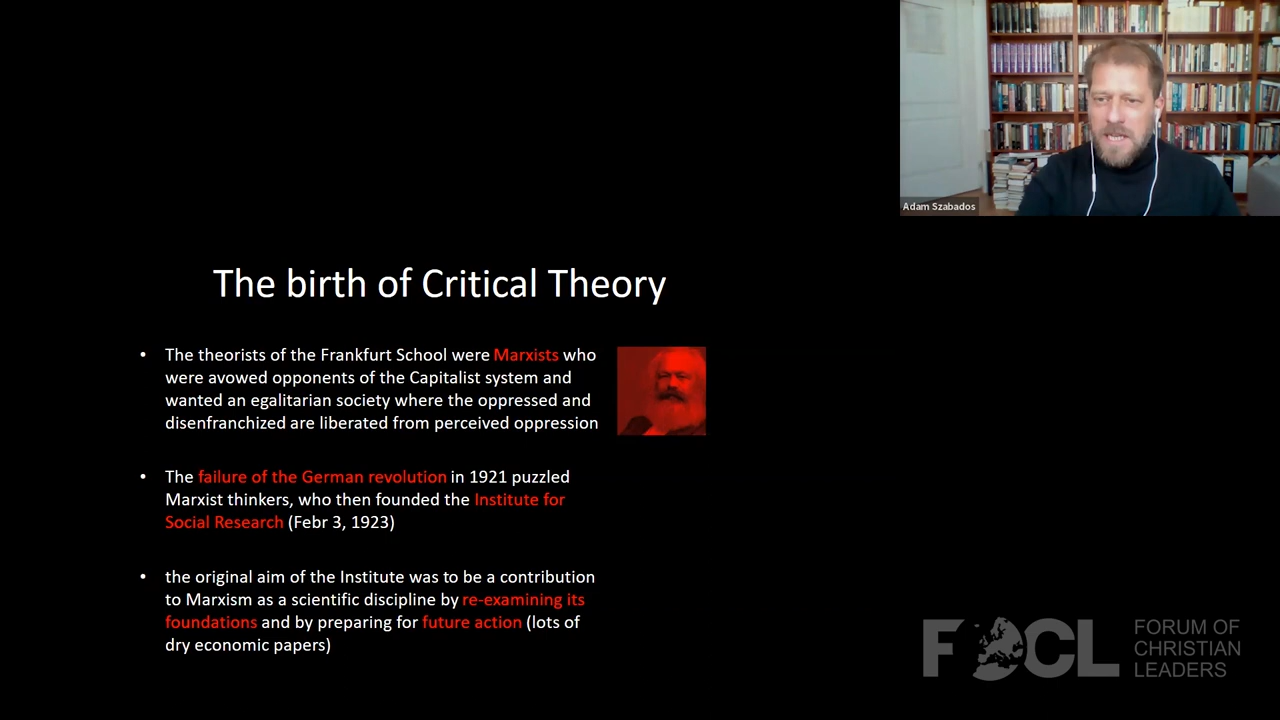 Adam Szabados
The birth of Critical Theory
• The theorists of the Frankfurt School were Marxists who
were avowed opponents of the Capitalist system and
wanted an egalitarian society where the oppressed and
disenfranchized are liberated from perceived oppression
• The failure of the German revolution in 1921 puzzled
Marxist thinkers, who then founded the Institute for
Social Research (Febr 3, 1923)
• the original aim of the Institute was to be a contribution
to Marxism as a scientific discipline by re-examining its
foundations and by preparing for future action (lots of
dry economic papers)
FOCL
FORUM OF
CHRISTIAN
LEADERS